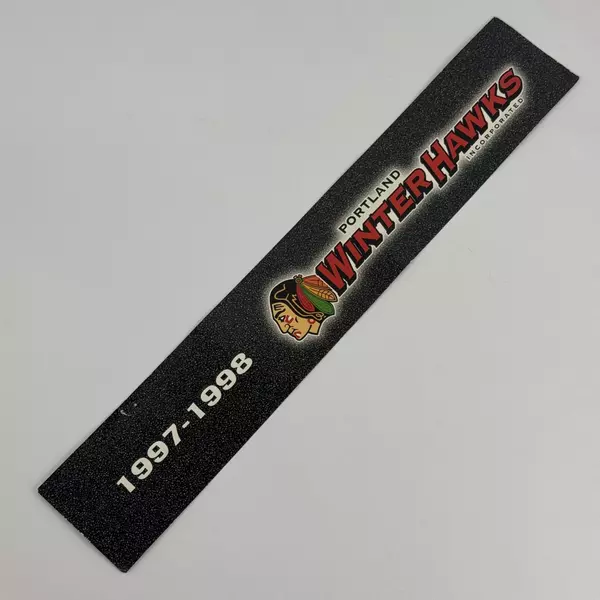 1997-1998
PORTLAND
WINTER HAWKS
INCORPORATED